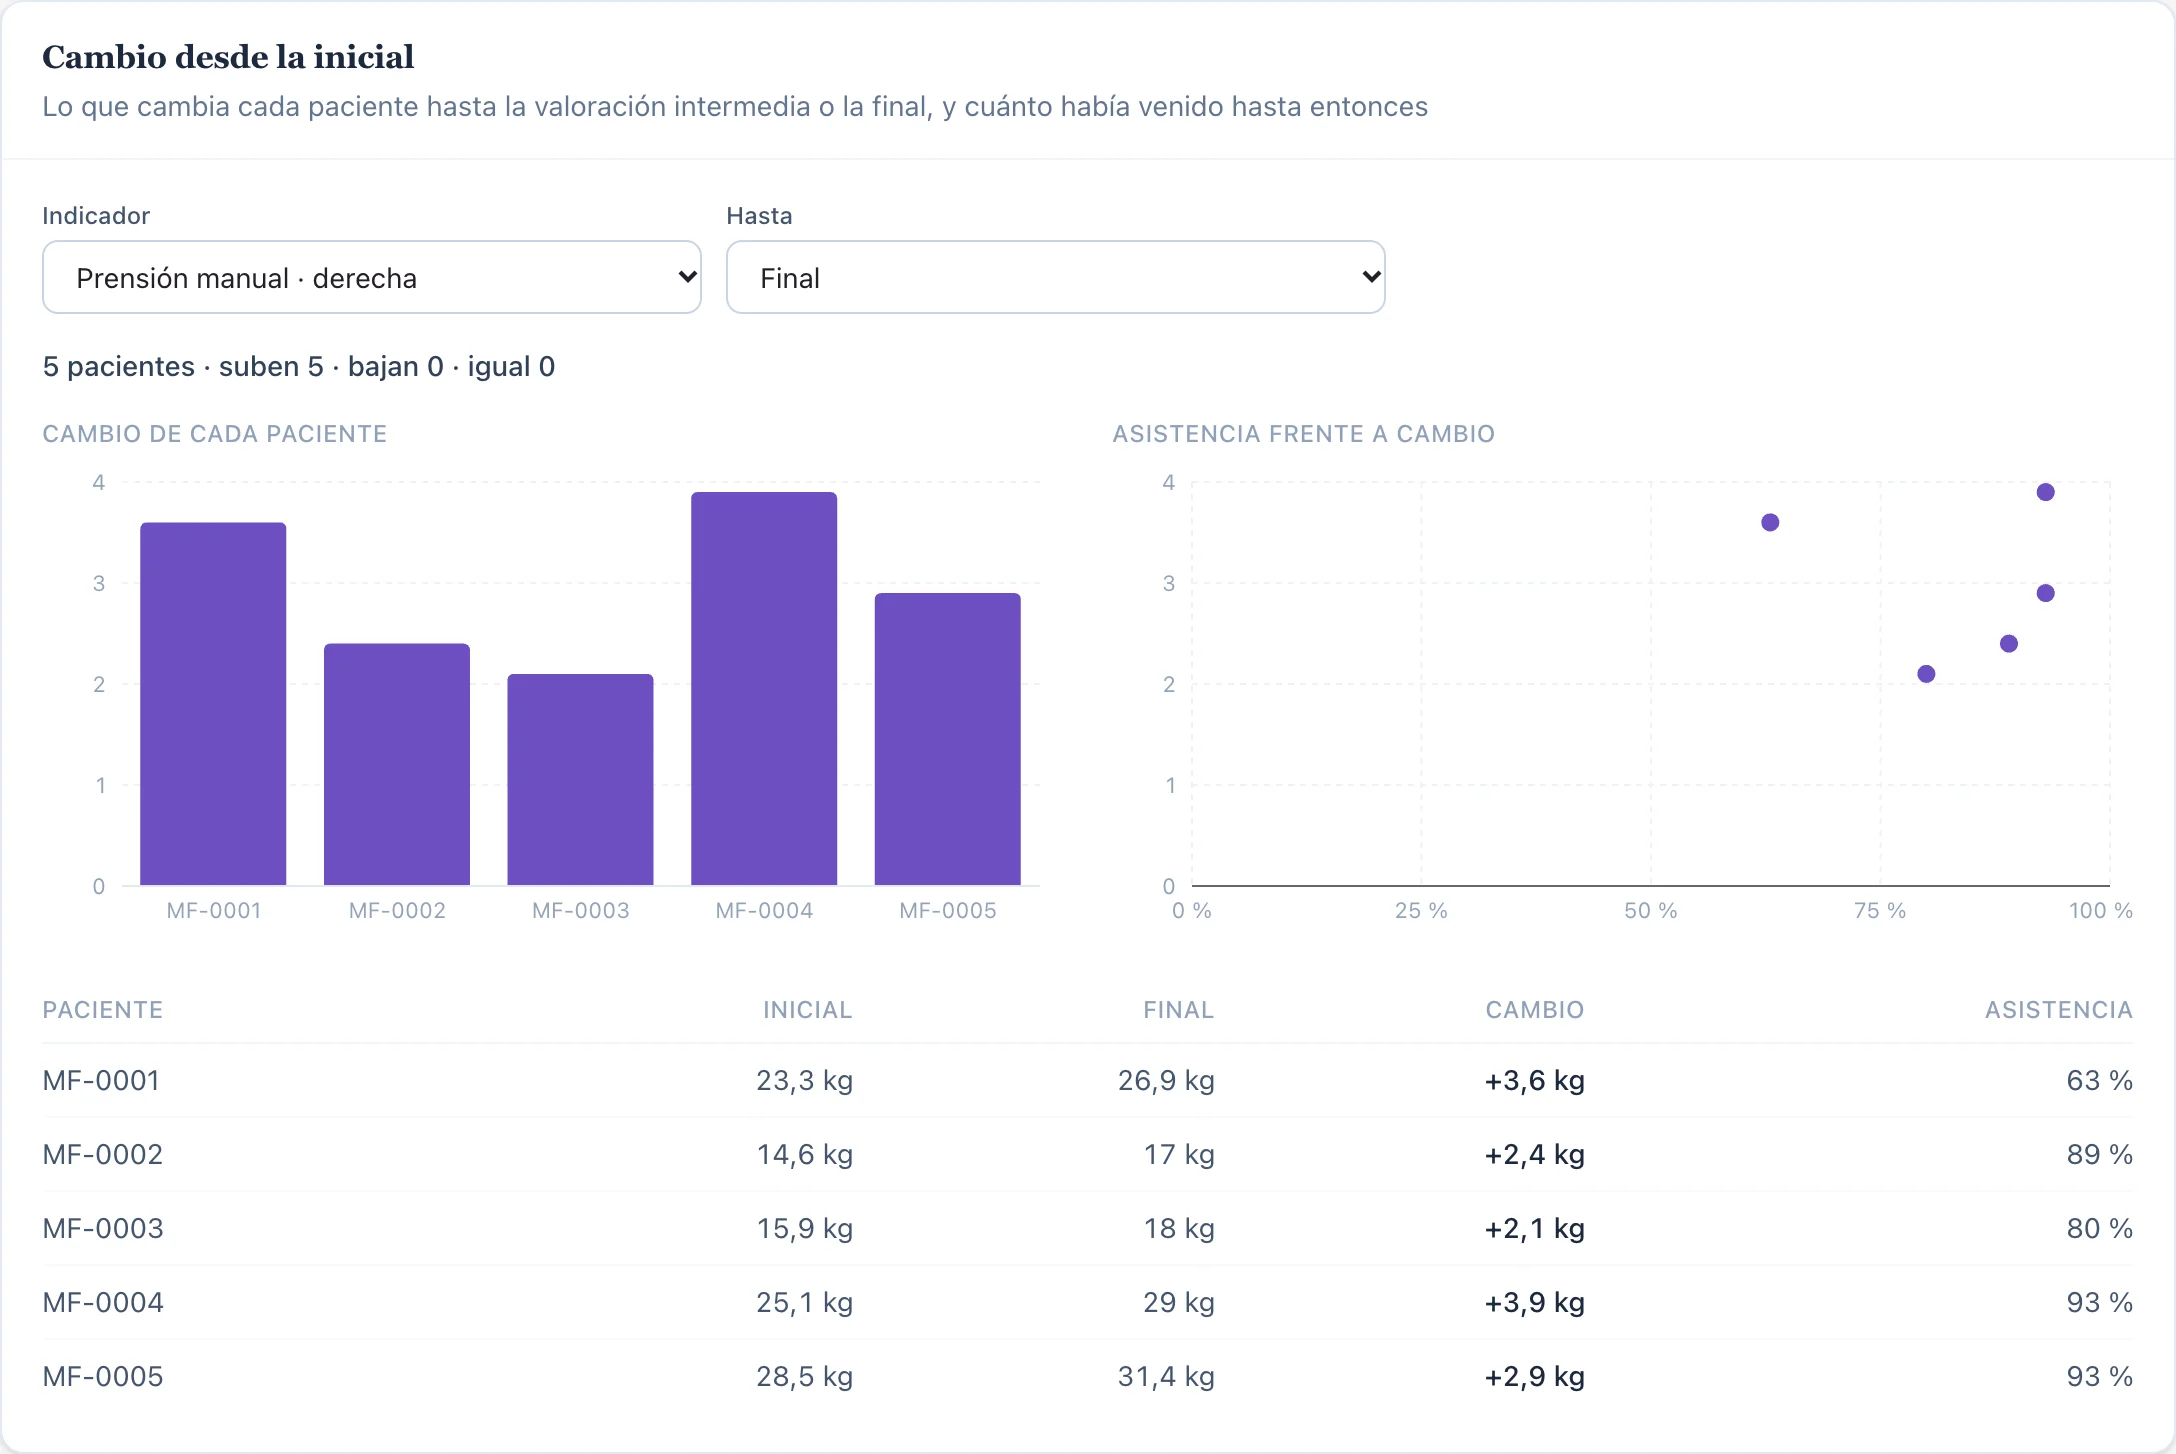 Cambio desde la inicial
Lo que cambia cada paciente hasta la valoración intermedia o la final, y cuánto había venido hasta entonces
Indicador
Hasta
Prensión manual · derecha
Final
5 pacientes · suben 5 · bajan 0 · igual 0
CAMBIO DE CADA PACIENTE
4
3
2
1
0
MF-0001 MF-0002 MF-0003 MF-0004 MF-0005
ASISTENCIA FRENTE A CAMBIO
4
3
2
1
0
0 % 25 % 50 % 75 % 100 %
PACIENTE INICIAL FINAL CAMBIO ASISTENCIA
MF-0001 23,3 kg 26,9 kg +3,6 kg 63 %
MF-0002 14,6 kg 17 kg +2,4 kg 89 %
MF-0003 15,9 kg 18 kg +2,1 kg 80 %
MF-0004 25,1 kg 29 kg +3,9 kg 93 %
MF-0005 28,5 kg 31,4 kg +2,9 kg 93 %